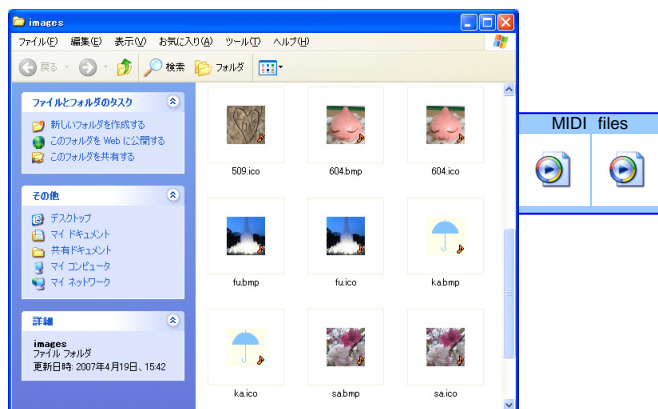 images
ファイル(F) 編集(E) 表示(V) お気に入り(A) ツール(T) ヘルプ(H)
戻る 検索 フォルダ
ファイルとフォルダのタスク
新しいフォルダを作成する
このフォルダを Web に公開する
このフォルダを共有する
その他
デスクトップ
マイ ドキュメント
共有ドキュメント
マイ コンピュータ
マイ ネットワーク
詳細
images
ファイル フォルダ
更新日時: 2007年4月19日、15:42
509.ico 604.bmp 604.ico
fu.bmp fu.ico ka.bmp
ka.ico sa.bmp sa.ico
MIDI files